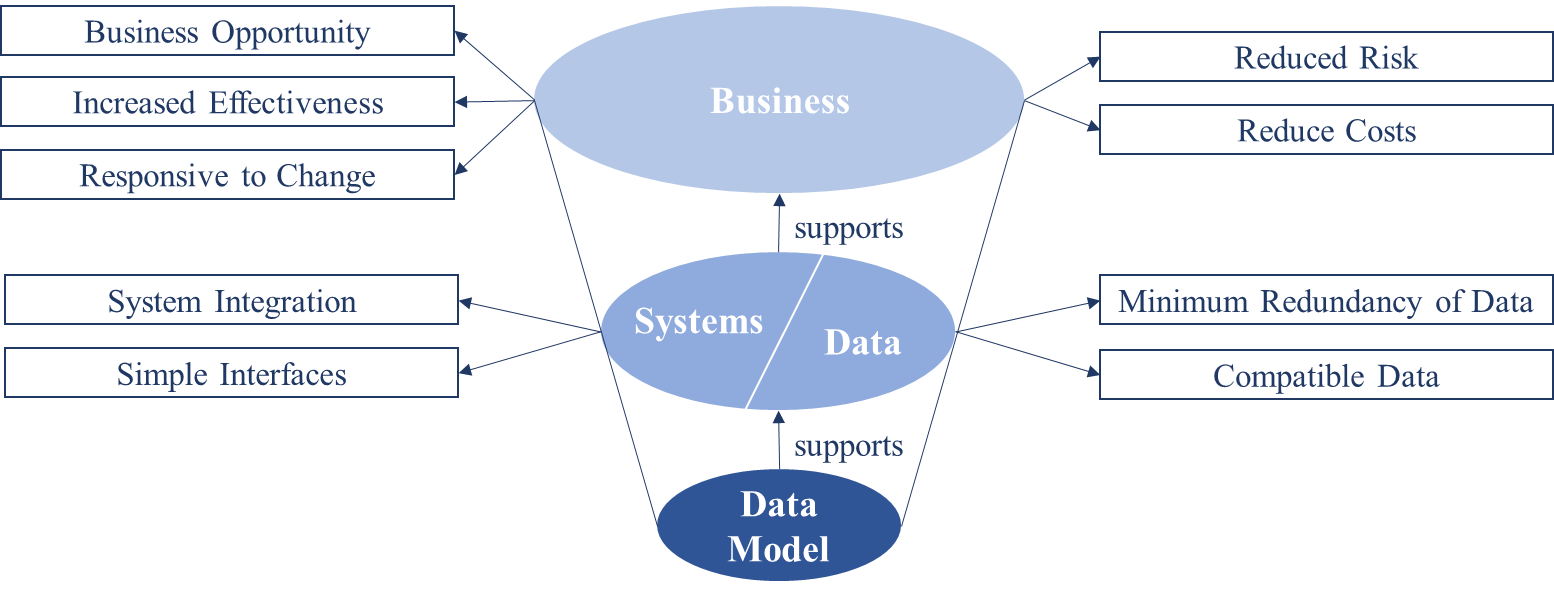 Business Opportunity
Increased Effectiveness
Responsive to Change
Business
Reduced Risk
Reduce Costs
supports
System Integration
Simple Interfaces
Systems
Data
Minimum Redundancy of Data
Compatible Data
supports
Data
Model